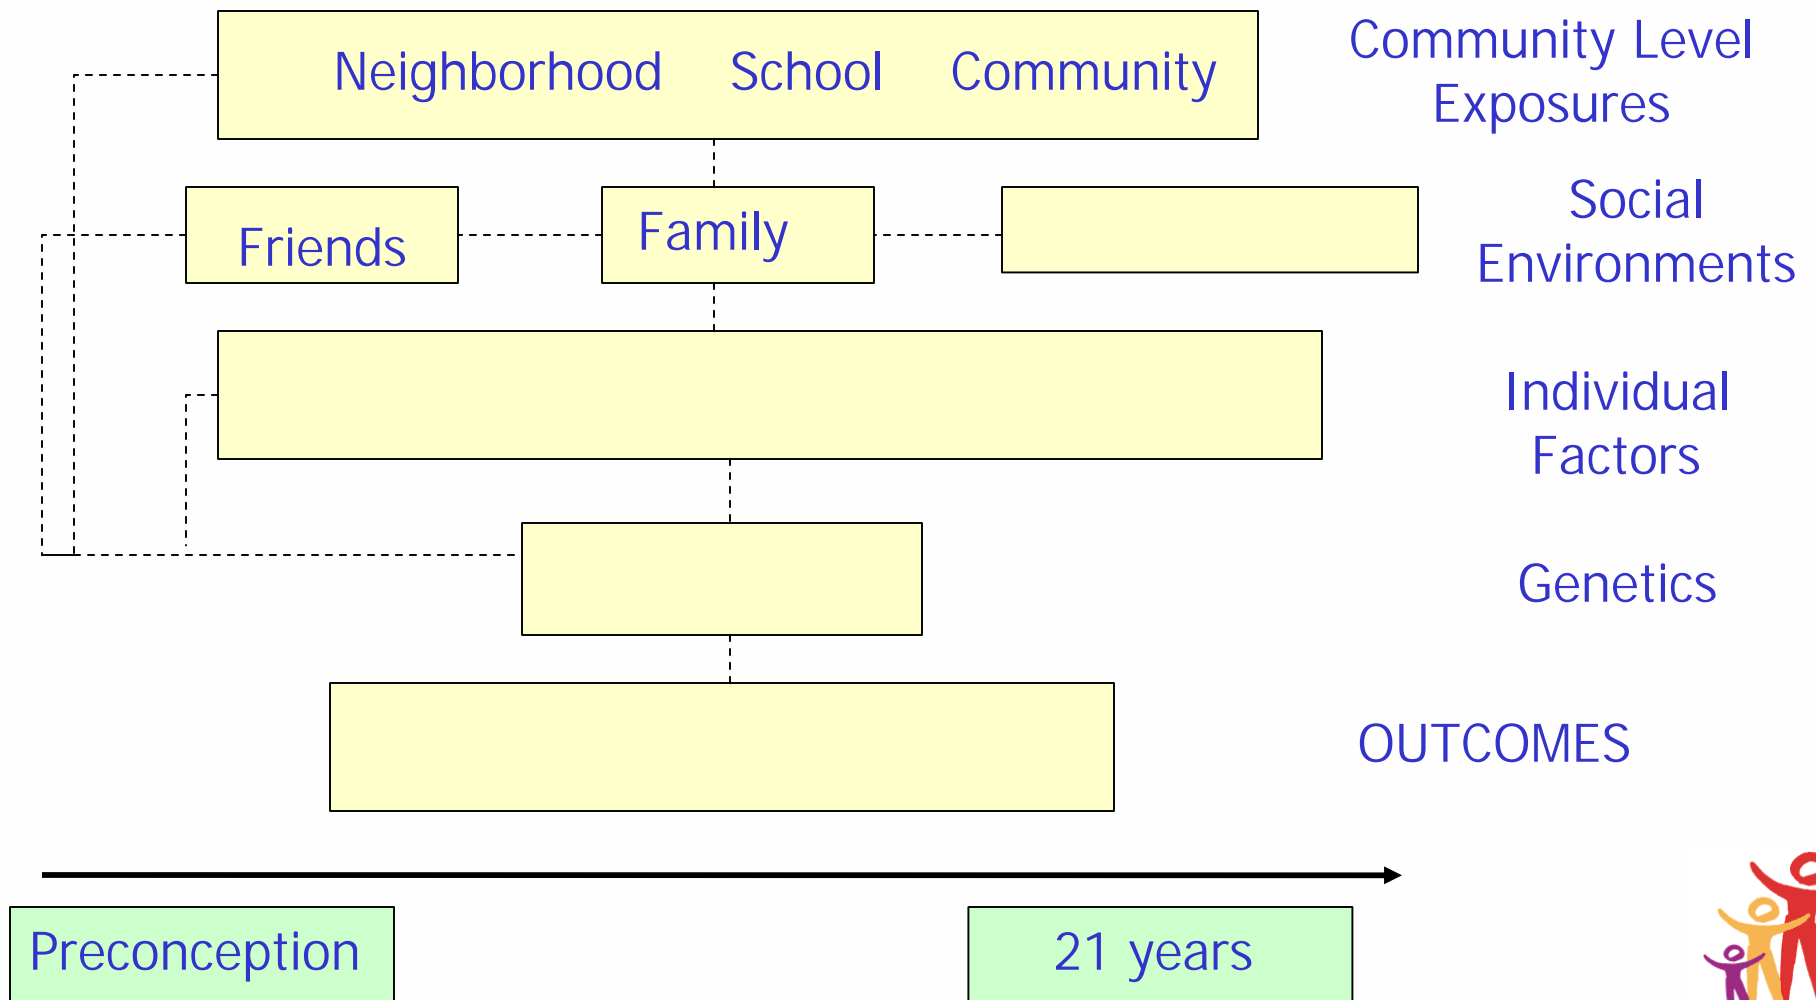 Neighborhood School Community
Community Level
Exposures
Friends
Family
Social
Environments
Individual
Factors
Genetics
OUTCOMES
Preconception
21 years